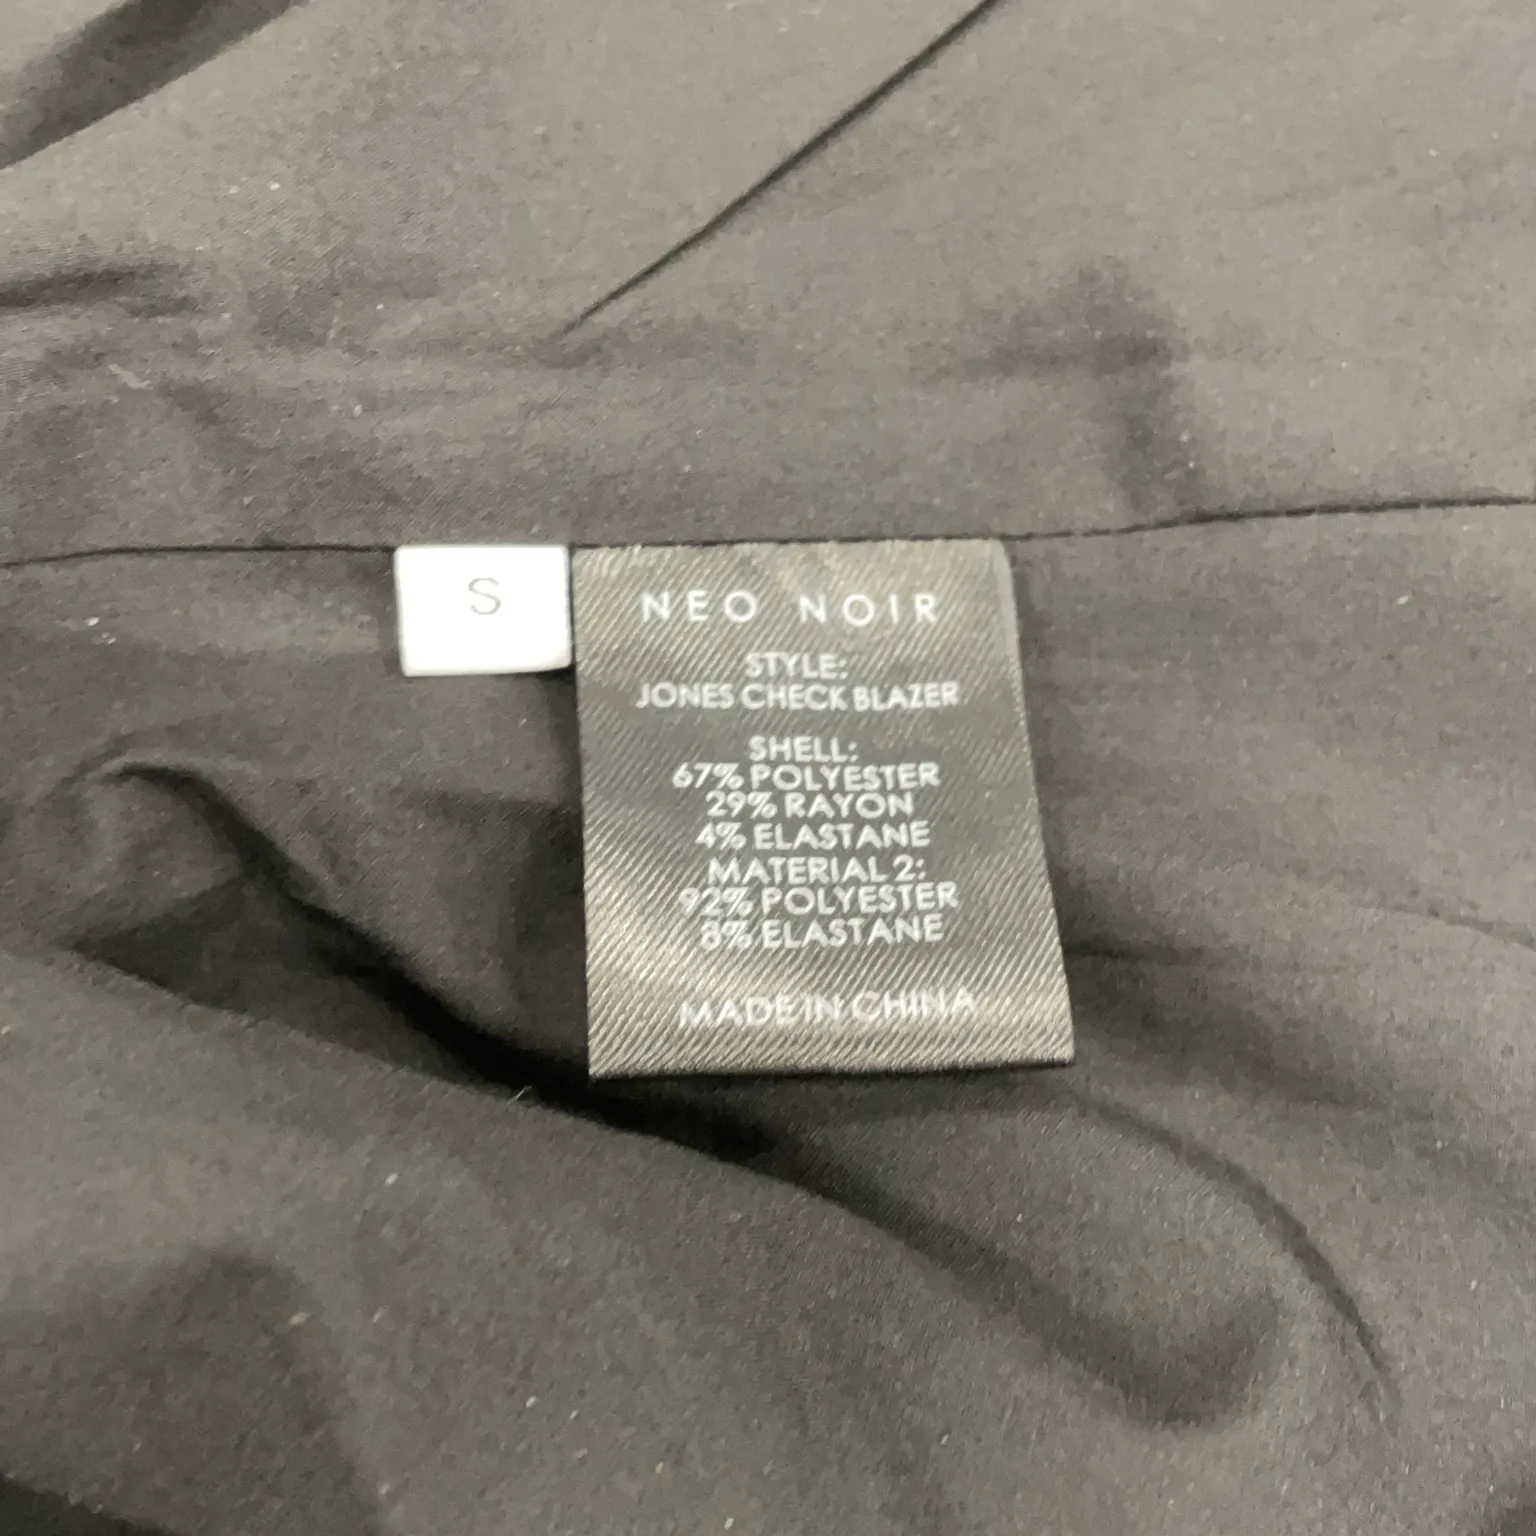 S
NEO NOIR
STYLE:
JONES CHECK BLAZER
SHELL:
67% POLYESTER
29% RAYON
4% ELASTANE
MATERIAL 2:
92% POLYESTER
8% ELASTANE
MADE IN CHINA